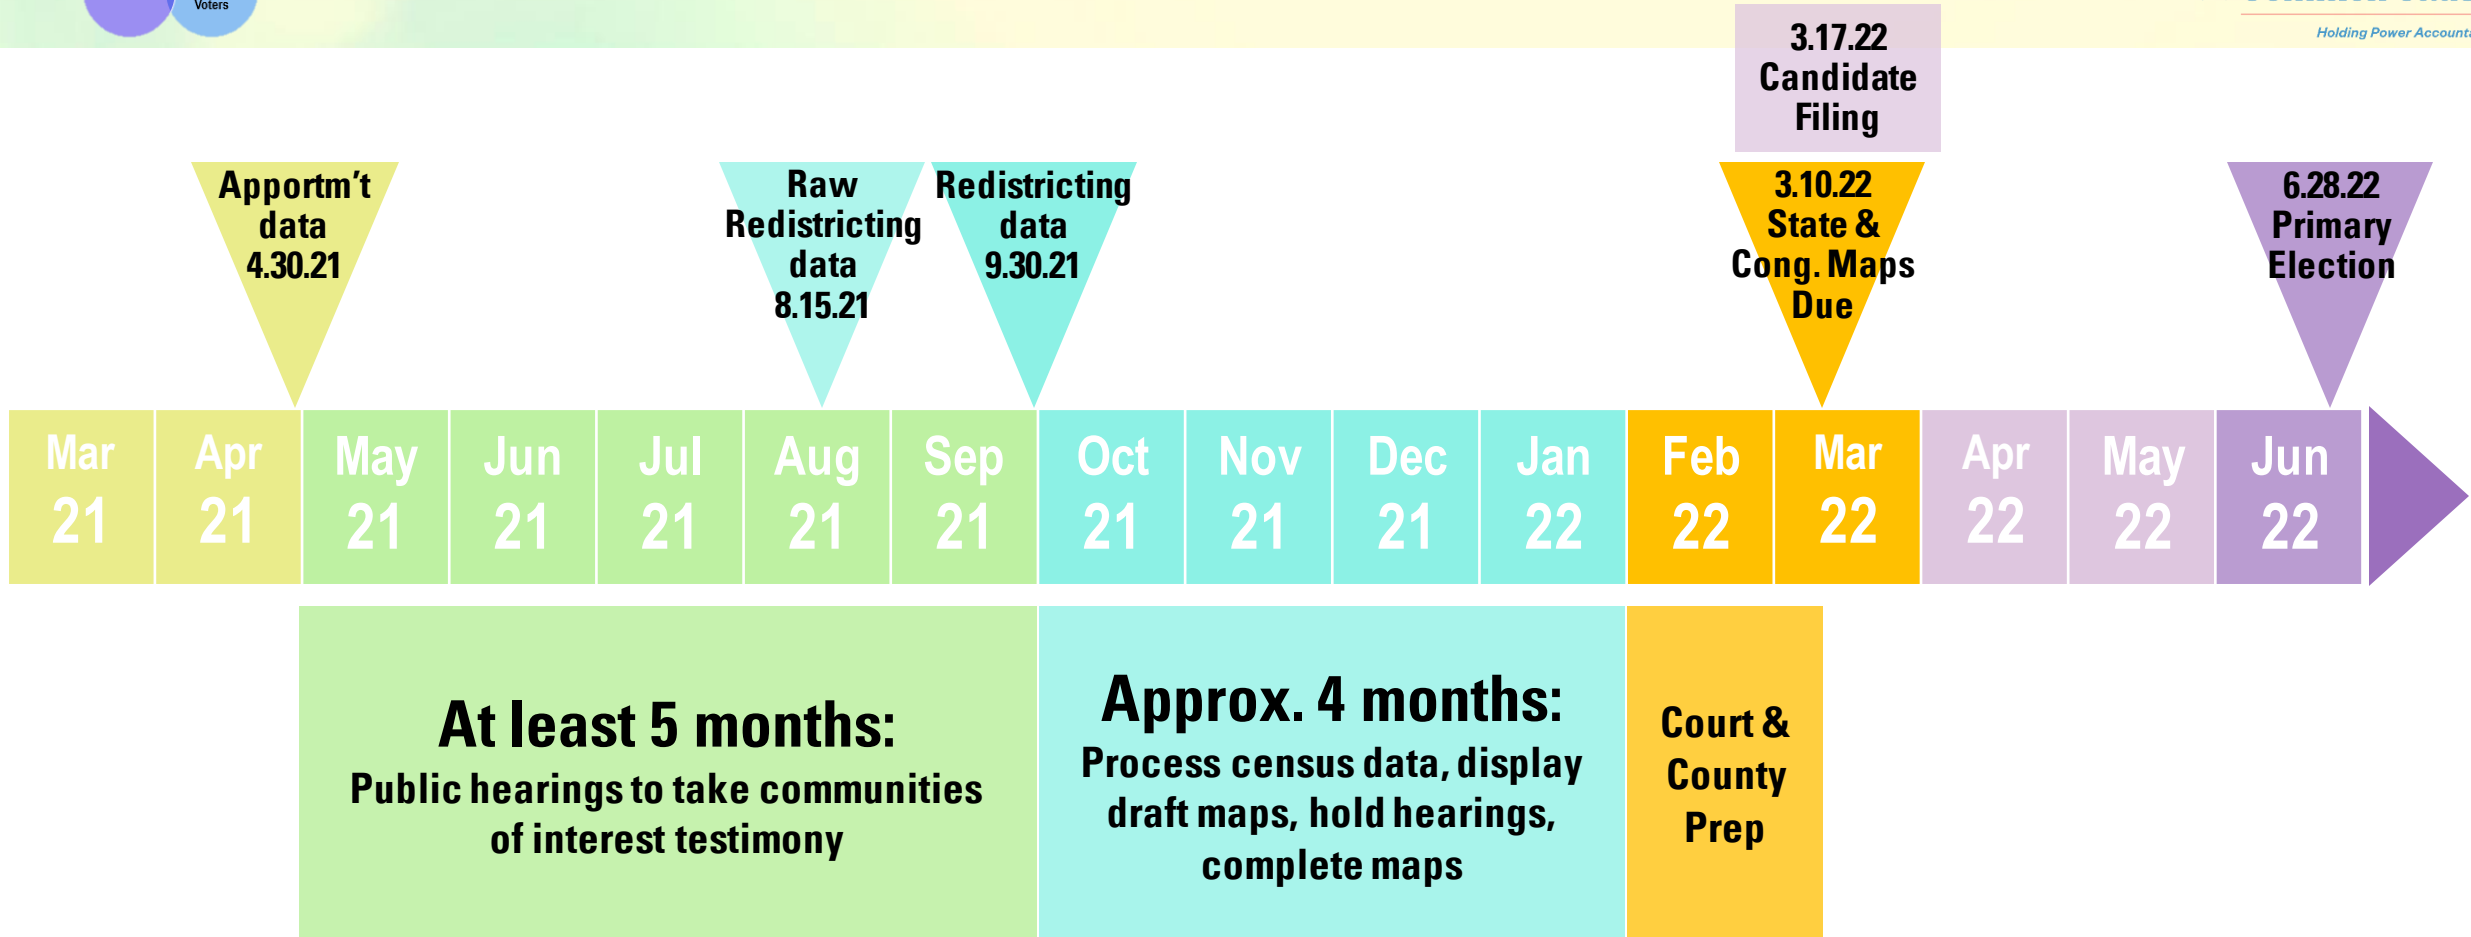 Voters
Holding Power
3.17.22
Candidate
Filing
Apportm't
data
4.30.21
Raw
Redistricting
data
8.15.21
Redistricting
data
9.30.21
3.10.22
State &
Cong. Maps
Due
6.28.22
Primary
Election
Mar
21
Apr
21
May
21
Jun
21
Jul
21
Aug
21
Sep
21
Oct
21
Nov
21
Dec
21
Jan
22
Feb
22
Mar
22
Apr
22
May
22
Jun
22
At least 5 months:
Public hearings to take communities
of interest testimony
Approx. 4 months:
Process census data, display
draft maps, hold hearings,
complete maps
Court &
County
Prep